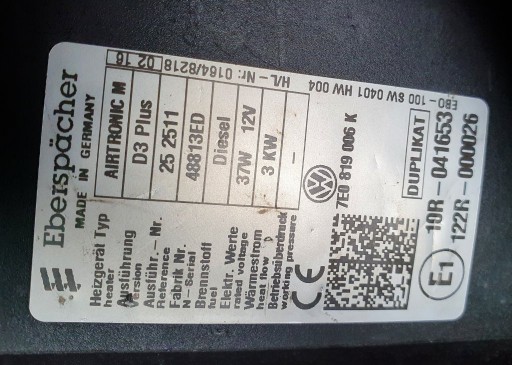 Eberspächer
MADE IN GERMANY
Heizgerät Typ
heater
AIRTRONIC M
Ausführung
version
D3 Plus
Ausführ.- Nr.
Reference
25 2511
Fabrik Nr.
N-Serial
48813ED
Brennstoff
fuel
Diesel
Elektr. Werte
rated voltage
37W 12V
Wärmestrom
heat flow
3 KW
Betriebsüberdruck
working pressure
–
02 16
H/L- Nr: 0164/8218
E80-100 SW 0401 HW 004
CE
7E0 819 006 K
DUPLIKAT
E1
10R-041653
122R-000026